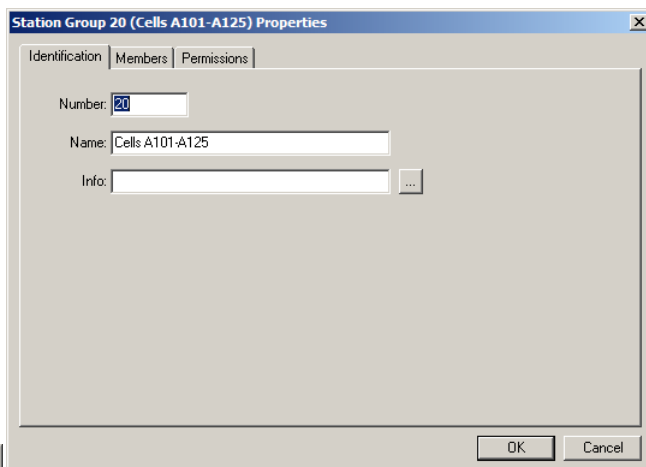 Station Group 20 (Cells A101-A125) Properties
Identification Members Permissions
Number: 20
Name: Cells A101-A125
Info: ...
OK Cancel